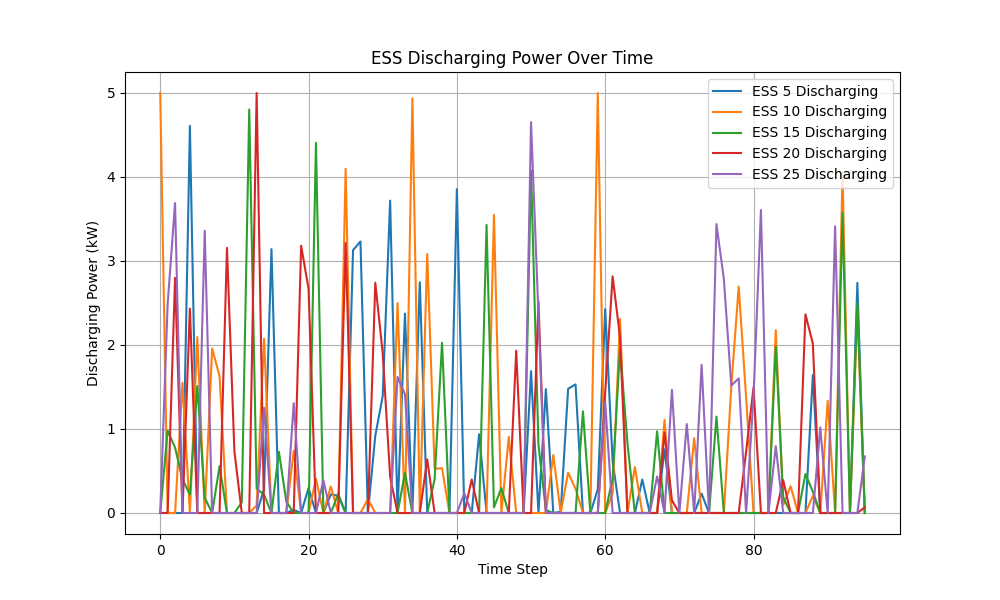 ESS Discharging Power Over Time
ESS 5 Discharging
ESS 10 Discharging
ESS 15 Discharging
ESS 20 Discharging
ESS 25 Discharging
Discharging Power (kW)
5
4
3
2
1
0
0 20 40 60 80
Time Step